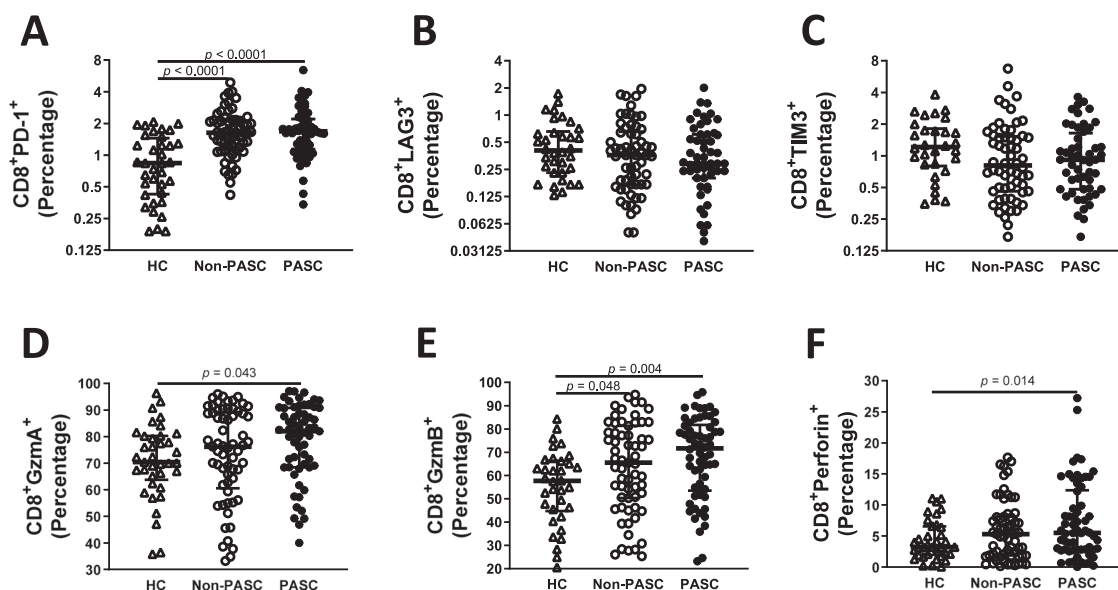 A
CD8+PD-1+
(Percentage)
p < 0.0001
p < 0.0001
8
4
2
1
0.5
0.25
0.125
HC Non-PASC PASC
B
CD8+LAG3+
(Percentage)
4
2
1
0.5
0.25
0.125
0.0625
0.03125
HC Non-PASC PASC
C
CD8+TIM3+
(Percentage)
8
4
2
1
0.5
0.25
0.125
HC Non-PASC PASC
D
CD8+GzmA+
(Percentage)
p = 0.043
100
90
80
70
60
50
40
30
HC Non-PASC PASC
E
CD8+GzmB+
(Percentage)
p = 0.004
p = 0.048
100
90
80
70
60
50
40
30
20
HC Non-PASC PASC
F
CD8+Perforin+
(Percentage)
p = 0.014
30
25
20
15
10
5
0
HC Non-PASC PASC